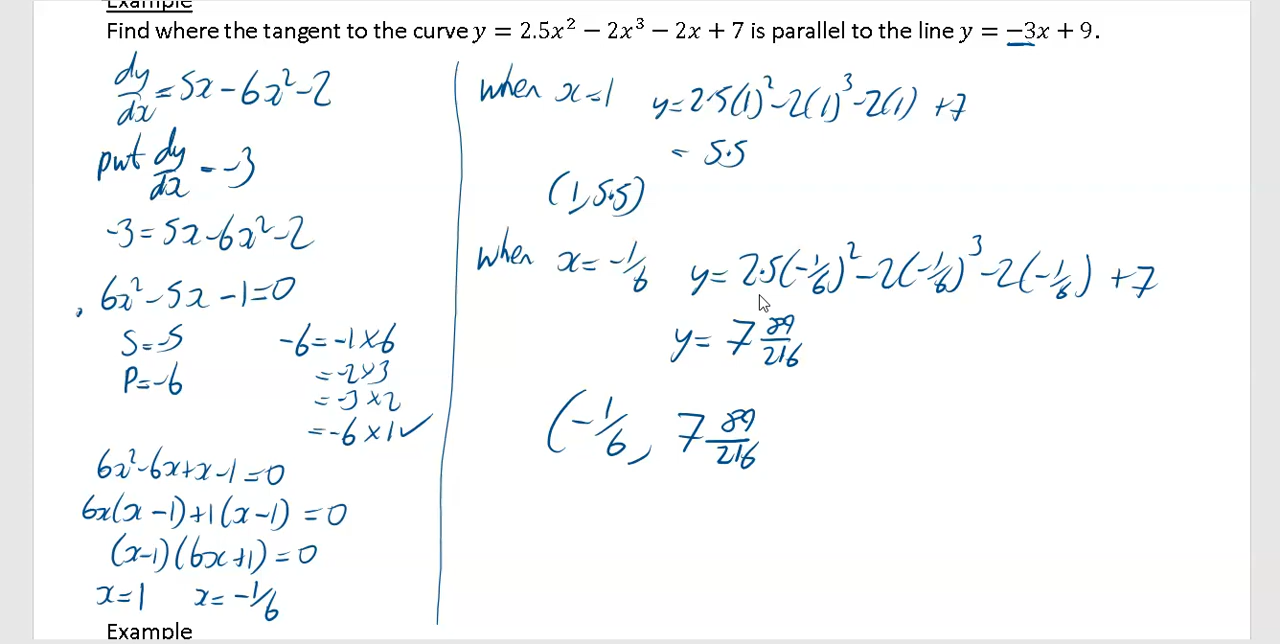 Example
Find where the tangent to the curve y = 2.5x² − 2x³ − 2x + 7 is parallel to the line y = −3x + 9.
dy/dx = 5x - 6x² - 2
put dy/dx = -3
-3 = 5x - 6x² - 2
6x² - 5x - 1 = 0
S = -5
P = -6
-6 = -1 × 6
= -2 × 3
= -3 × 2
= -6 × 1 ✓
6x² - 6x + x - 1 = 0
6x(x - 1) + 1(x - 1) = 0
(x - 1)(6x + 1) = 0
x = 1 x = -1/6
when x = 1 y = 2.5(1)² - 2(1)³ - 2(1) + 7
= 5.5
(1, 5.5)
when x = -1/6 y = 2.5(-1/6)² - 2(-1/6)³ - 2(-1/6) + 7
y = 7 89/216
(-1/6, 7 89/216
Example